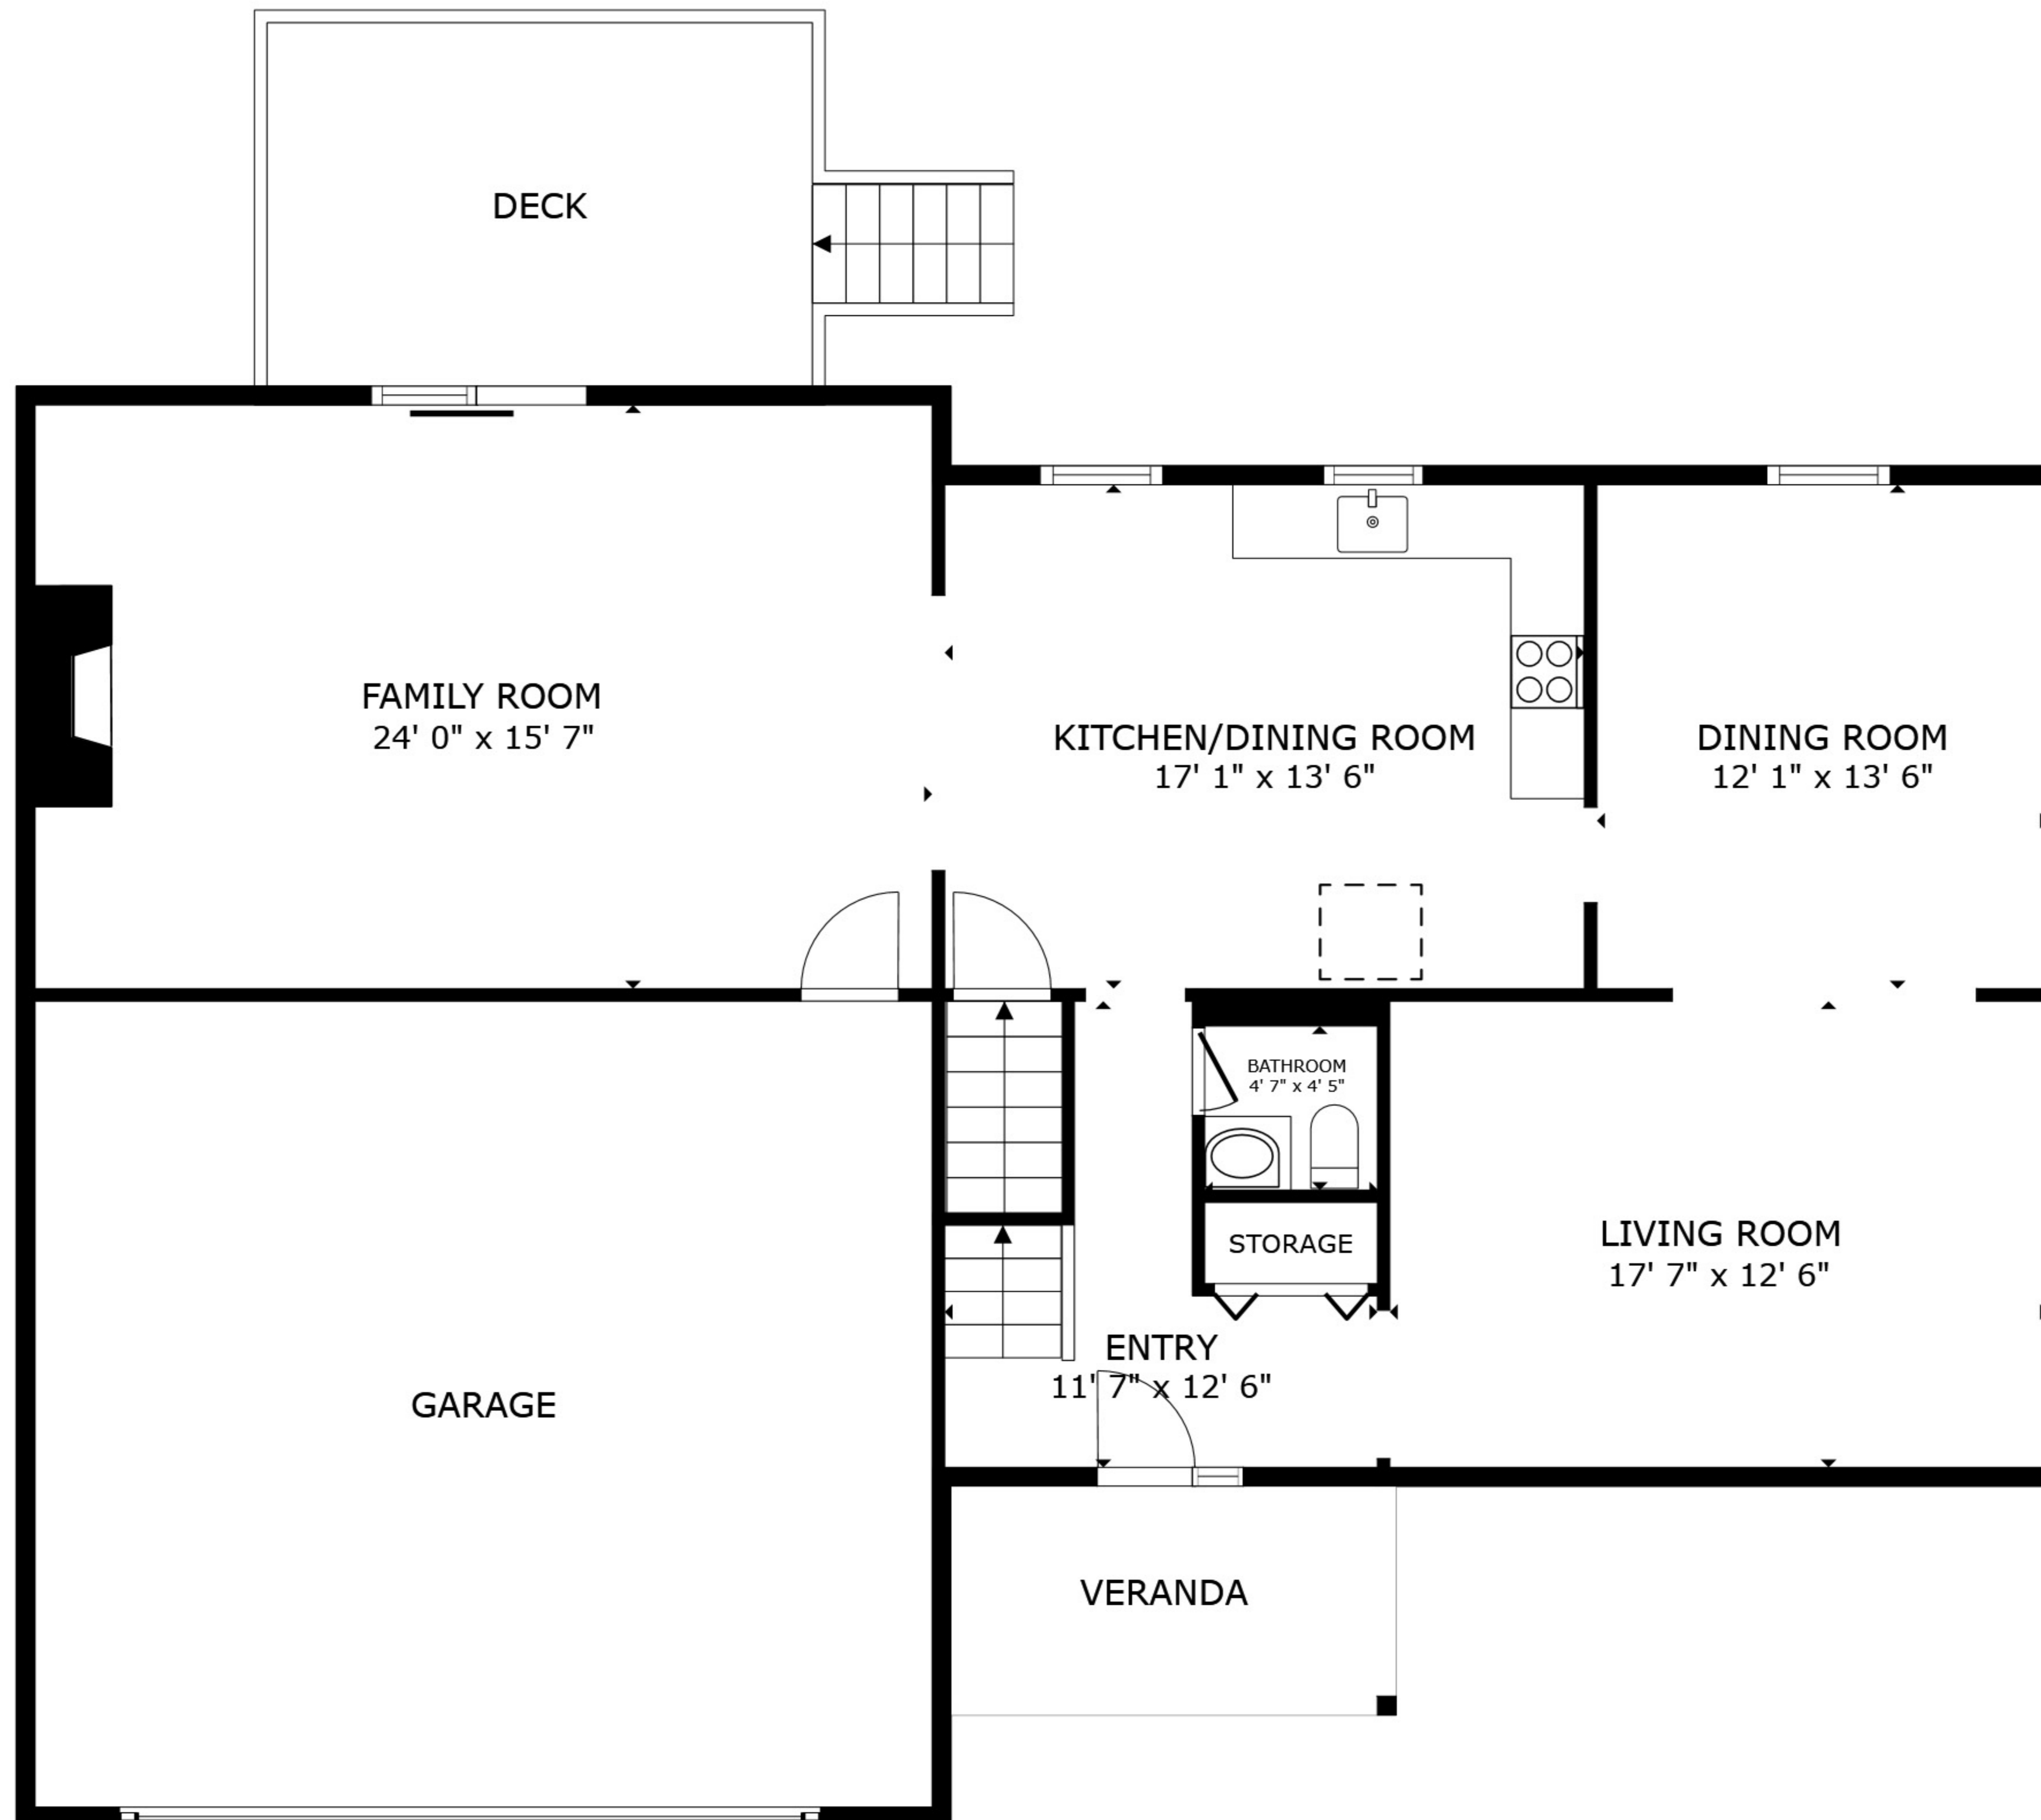 DECK
FAMILY ROOM
24' 0" x 15' 7"
KITCHEN/DINING ROOM
17' 1" x 13' 6"
DINING ROOM
12' 1" x 13' 6"
BATHROOM
4' 7" x 4' 5"
STORAGE
LIVING ROOM
17' 7" x 12' 6"
ENTRY
11' 7" x 12' 6"
GARAGE
VERANDA